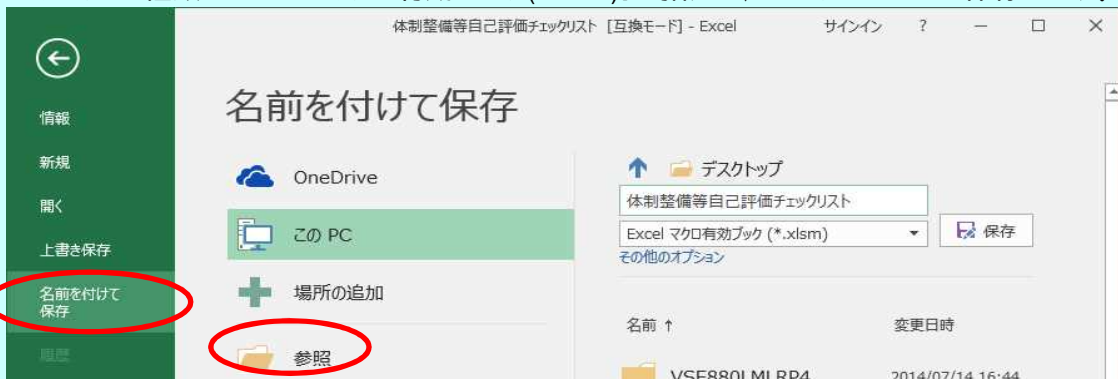 体制整備等自己評価チェックリスト [互換モード] - Excel サインイン ?
情報
新規
開く
上書き保存
名前を付けて
保存
履歴
名前を付けて保存
OneDrive
この PC
場所の追加
参照
デスクトップ
体制整備等自己評価チェックリスト
Excel マクロ有効ブック (*.xlsm)
保存
その他のオプション
名前 ↑ 変更日時
VSE880LMLRP4 2014/07/14 16:44